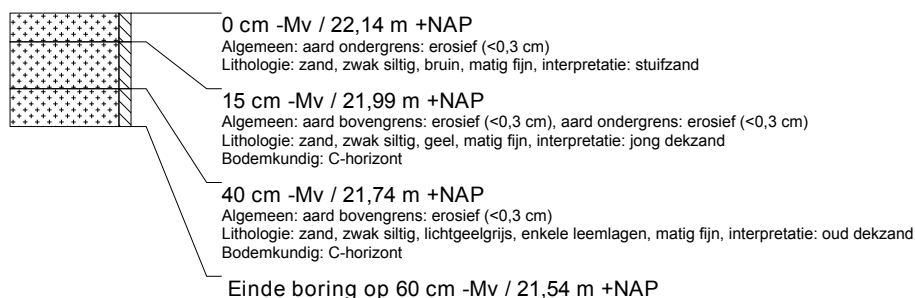 0 cm -Mv / 22,14 m +NAP
Algemeen: aard ondergrens: erosief (<0,3 cm)
Lithologie: zand, zwak siltig, bruin, matig fijn, interpretatie: stuifzand
15 cm -Mv / 21,99 m +NAP
Algemeen: aard bovengrens: erosief (<0,3 cm), aard ondergrens: erosief (<0,3 cm)
Lithologie: zand, zwak siltig, geel, matig fijn, interpretatie: jong dekzand
Bodemkundig: C-horizont
40 cm -Mv / 21,74 m +NAP
Algemeen: aard bovengrens: erosief (<0,3 cm)
Lithologie: zand, zwak siltig, lichtgeelgrijs, enkele leemlagen, matig fijn, interpretatie: oud dekzand
Bodemkundig: C-horizont
Einde boring op 60 cm -Mv / 21,54 m +NAP